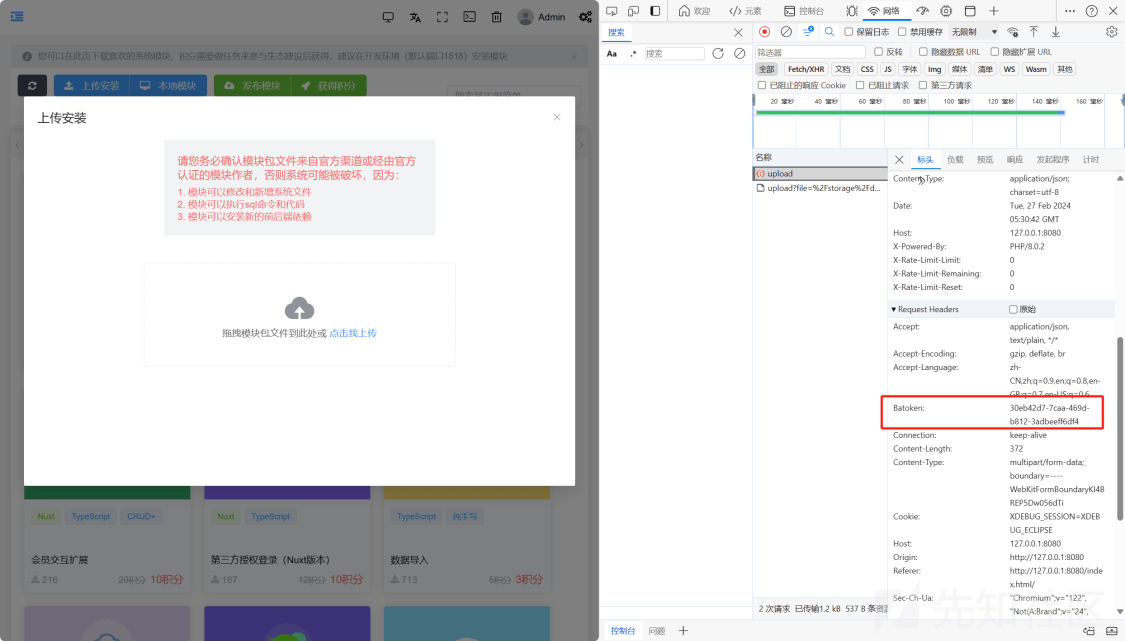 Admin
您可以在此页下载喜欢的系统模块，积分需要做任务来参与生态建设后获得，建议在开发环境（默认端口1818）安装模块
上传安装
本地模块
发布模块
获得积分
上传安装
请您务必确认模块包文件来自官方渠道或经由官方
认证的模块作者，否则系统可能被破坏，因为：
1. 模块可以修改和新增系统文件
2. 模块可以执行sql命令和代码
3. 模块可以安装新的前后端依赖
拖拽模块包文件到此处或 点击我上传
Nuxt TypeScript CRUD+
会员交互扩展
216 20积分 10积分
Nuxt TypeScript
第三方授权登录（Nuxt版本）
167 12积分 10积分
TypeScript 纯手写
数据导入
713 5积分 3积分
欢迎 元素 控制台 网络
搜索
Aa .* 搜索
保留日志 禁用缓存 无限制
筛选器 反转 隐藏数据 URL 隐藏扩展 URL
全部 Fetch/XHR 文档 CSS JS 字体 Img 媒体 清单 WS Wasm 其他
已阻止的响应 Cookie 已阻止请求 第三方请求
20 毫秒 40 毫秒 60 毫秒 80 毫秒 100 毫秒 120 毫秒 140 毫秒 160 毫秒
名称
upload
upload?file=%2Fstorage%2Fd...
标头 负载 预览 响应 发起程序 计时
Content-Type: application/json;
charset=utf-8
Date: Tue, 27 Feb 2024
05:30:42 GMT
Host: 127.0.0.1:8080
X-Powered-By: PHP/8.0.2
X-Rate-Limit-Limit: 0
X-Rate-Limit-Remaining: 0
X-Rate-Limit-Reset: 0
Request Headers 原始
Accept: application/json,
text/plain, */*
Accept-Encoding: gzip, deflate, br
Accept-Language: zh-
CN,zh;q=0.9,en;q=0.8,en-
GB;q=0.7,en-US;q=0.6
Batoken: 30eb42d7-7caa-469d-
b812-3adbeeff6df4
Connection: keep-alive
Content-Length: 372
Content-Type: multipart/form-data;
boundary=----
WebKitFormBoundaryKI4B
REP5Dw056dTi
Cookie: XDEBUG_SESSION=XDEB
UG_ECLIPSE
Host: 127.0.0.1:8080
Origin: http://127.0.0.1:8080
Referer: http://127.0.0.1:8080/inde
x.html/
Sec-Ch-Ua: "Chromium";v="122",
"Not(A:Brand";v="24",
2 次请求 已传输1.2 kB 537 B 条资源
控制台 问题
先知社区